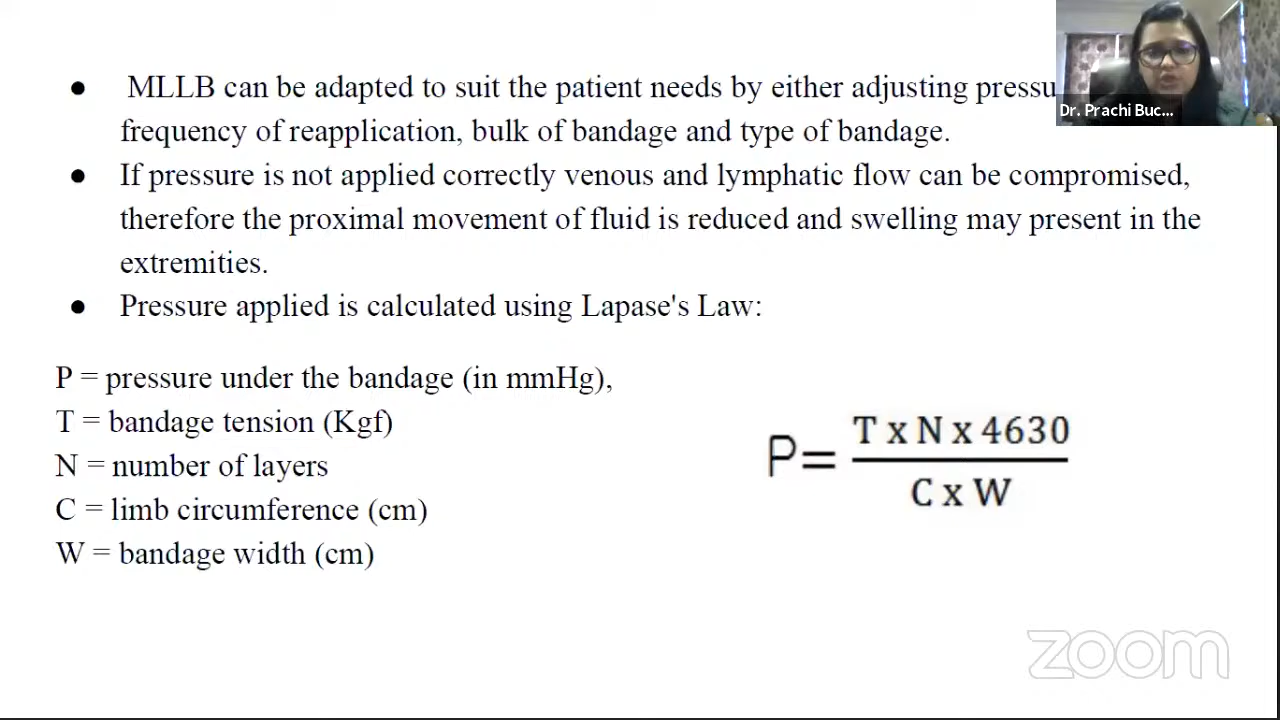 ● MLLB can be adapted to suit the patient needs by either adjusting
frequency of reapplication, bulk of bandage and type of bandage.
● If pressure is not applied correctly venous and lymphatic flow can be compromised,
therefore the proximal movement of fluid is reduced and swelling may present in the
extremities.
● Pressure applied is calculated using Lapase's Law:
P = pressure under the bandage (in mmHg),
T = bandage tension (Kgf)
N = number of layers
C = limb circumference (cm)
W = bandage width (cm)
P= T x N x 4630
C x W
Dr. Prachi Buc...
zoom